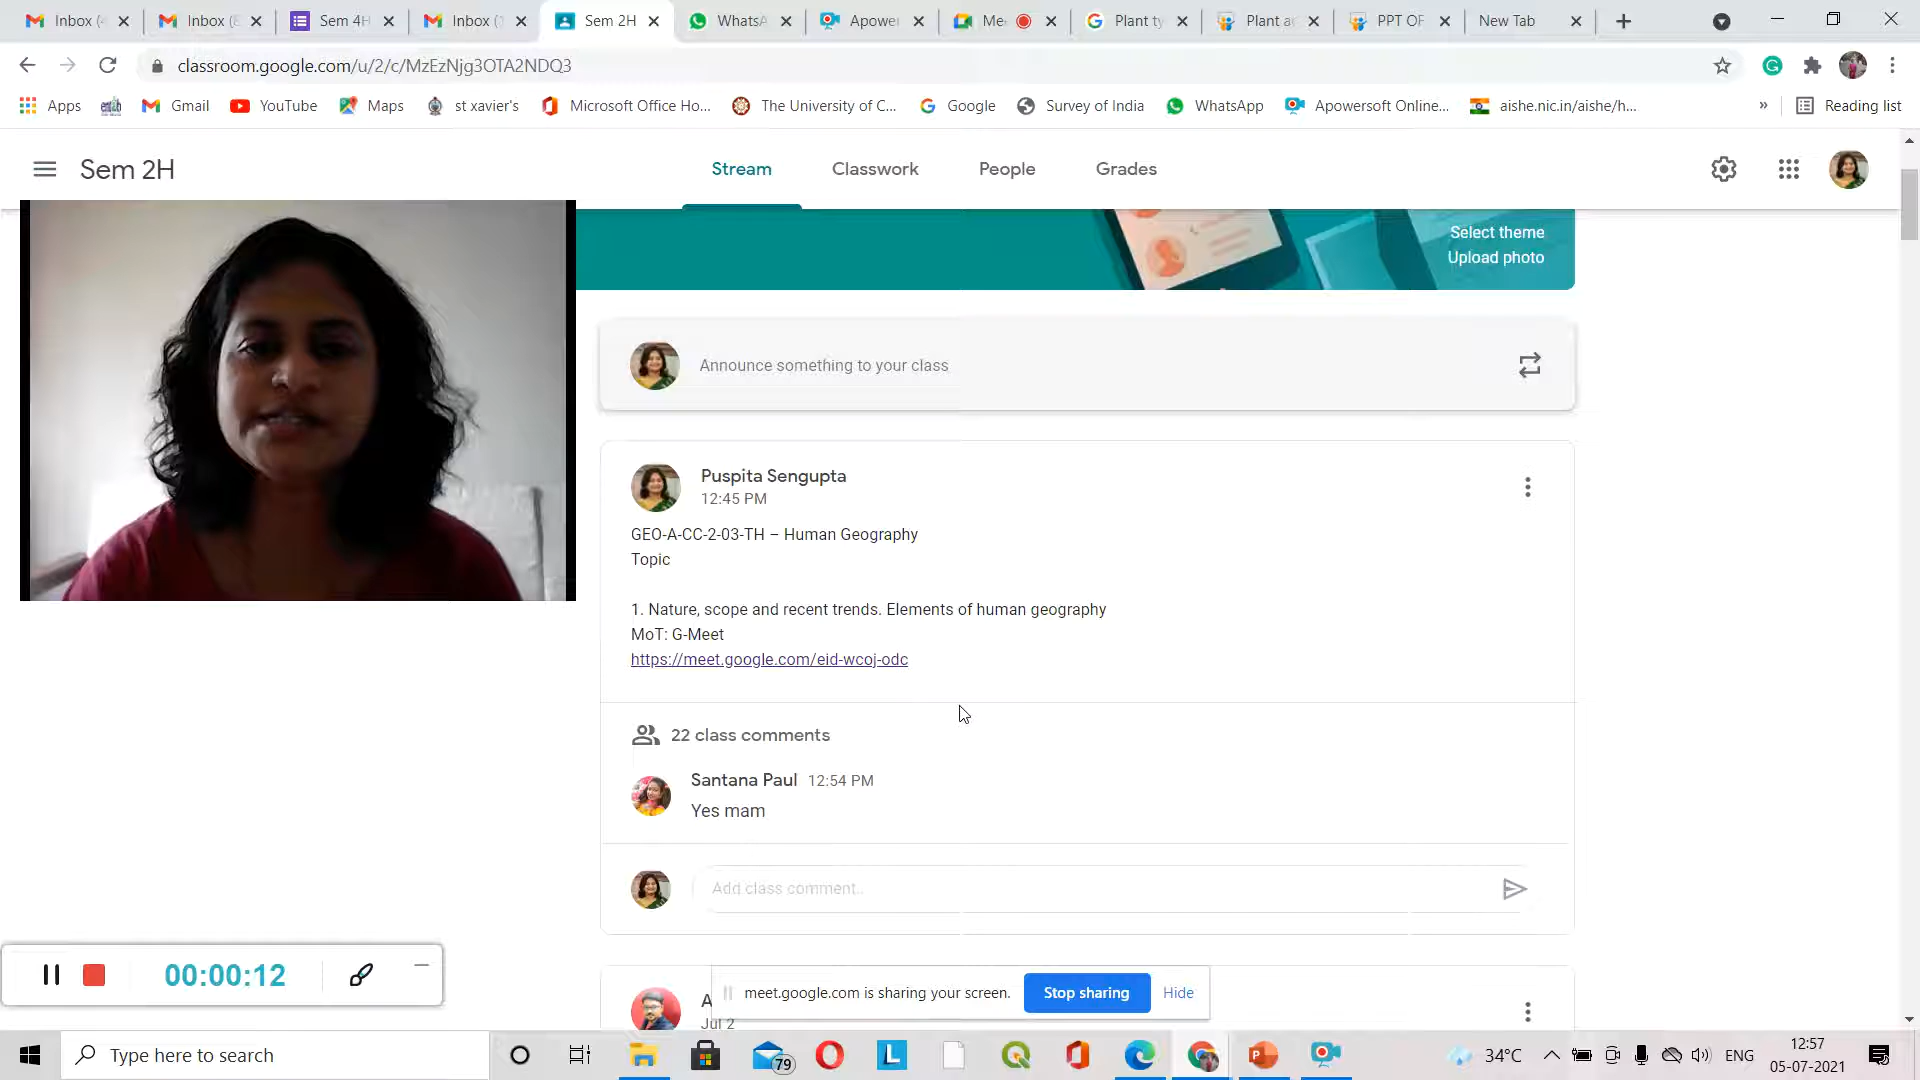 Inbox (4
Inbox (8
Sem 4H
Inbox (1
Sem 2H
WhatsA
Apower
Mee
Plant ty
Plant a
PPT OF
New Tab
classroom.google.com/u/2/c/MzEzNjg3OTA2NDQ3
Apps
Gmail
YouTube
Maps
st xavier's
Microsoft Office Ho...
The University of C...
Google
Survey of India
WhatsApp
Apowersoft Online...
aishe.nic.in/aishe/h...
»
Reading list
Sem 2H
Stream
Classwork
People
Grades
Select theme
Upload photo
Announce something to your class
Puspita Sengupta
12:45 PM
GEO-A-CC-2-03-TH – Human Geography
Topic
1. Nature, scope and recent trends. Elements of human geography
MoT: G-Meet
https://meet.google.com/eid-wcoj-odc
22 class comments
Santana Paul 12:54 PM
Yes mam
Add class comment..
00:00:12
A
Jul 2
meet.google.com is sharing your screen.
Stop sharing
Hide
Type here to search
79
34°C
ENG
12:57
05-07-2021